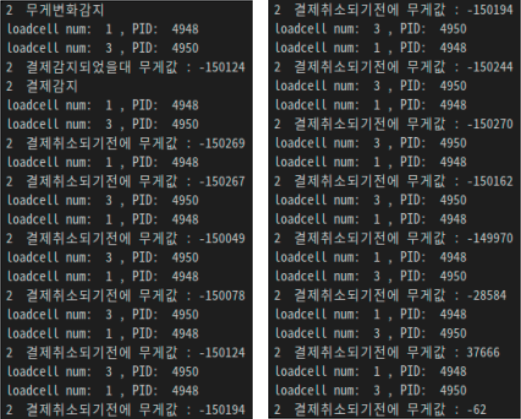 2 무게변화감지
loadcell num: 1 , PID: 4948
loadcell num: 3 , PID: 4950
2 결제감지되었을대 무게값 : -150124
2 결제감지
loadcell num: 1 , PID: 4948
loadcell num: 3 , PID: 4950
2 결제취소되기전에 무게값 : -150269
loadcell num: 3 , PID: 4950
loadcell num: 1 , PID: 4948
2 결제취소되기전에 무게값 : -150267
loadcell num: 3 , PID: 4950
loadcell num: 1 , PID: 4948
2 결제취소되기전에 무게값 : -150049
loadcell num: 3 , PID: 4950
loadcell num: 1 , PID: 4948
2 결제취소되기전에 무게값 : -150078
loadcell num: 3 , PID: 4950
loadcell num: 1 , PID: 4948
2 결제취소되기전에 무게값 : -150124
loadcell num: 3 , PID: 4950
loadcell num: 1 , PID: 4948
2 결제취소되기전에 무게값 : -150194
2 결제취소되기전에 무게값 : -150194
loadcell num: 3 , PID: 4950
loadcell num: 1 , PID: 4948
2 결제취소되기전에 무게값 : -150244
loadcell num: 3 , PID: 4950
loadcell num: 1 , PID: 4948
2 결제취소되기전에 무게값 : -150270
loadcell num: 3 , PID: 4950
loadcell num: 1 , PID: 4948
2 결제취소되기전에 무게값 : -150162
loadcell num: 3 , PID: 4950
loadcell num: 1 , PID: 4948
2 결제취소되기전에 무게값 : -149970
loadcell num: 1 , PID: 4948
loadcell num: 3 , PID: 4950
2 결제취소되기전에 무게값 : -28584
loadcell num: 1 , PID: 4948
loadcell num: 3 , PID: 4950
2 결제취소되기전에 무게값 : 37666
loadcell num: 1 , PID: 4948
loadcell num: 3 , PID: 4950
2 결제취소되기전에 무게값 : -62